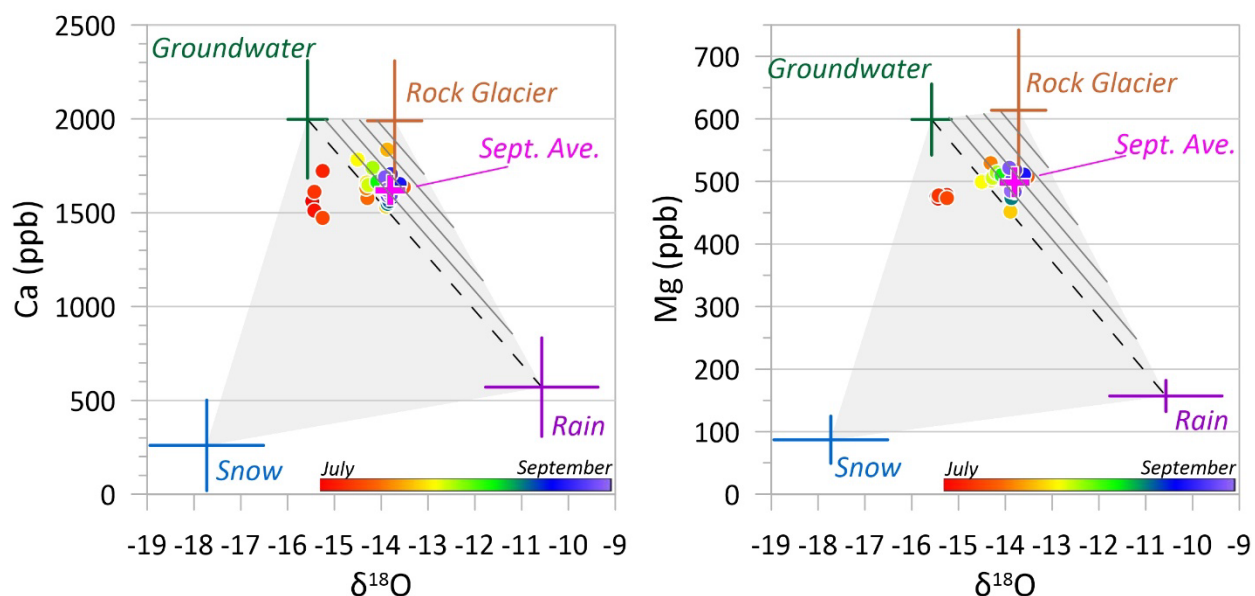 2500
2000
1500
1000
500
0
Ca (ppb)
Groundwater
Rock Glacier
Sept. Ave.
Rain
Snow
July
September
-19 -18 -17 -16 -15 -14 -13 -12 -11 -10 -9
δ¹⁸O
700
600
500
400
300
200
100
0
Mg (ppb)
Groundwater
Rock Glacier
Sept. Ave.
Rain
Snow
July
September
-19 -18 -17 -16 -15 -14 -13 -12 -11 -10 -9
δ¹⁸O